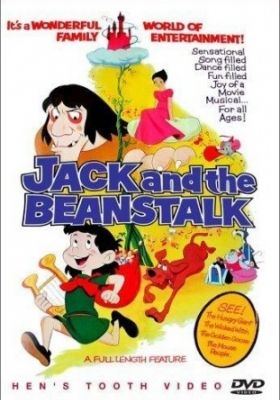 It's a WONDERFUL
FAMILY
WORLD OF
ENTERTAINMENT!
Sensational
Song filled
Dance filled
Fun filled
Joy of a
Movie
Musical...
For all
Ages!
JACK and the
BEANSTALK
SEE!
The Hungry Giant
The Wicked Witch
The Golden Goose
The Mouse
People...
A FULL LENGTH FEATURE
HEN'S TOOTH VIDEO
DVD
VIDEO